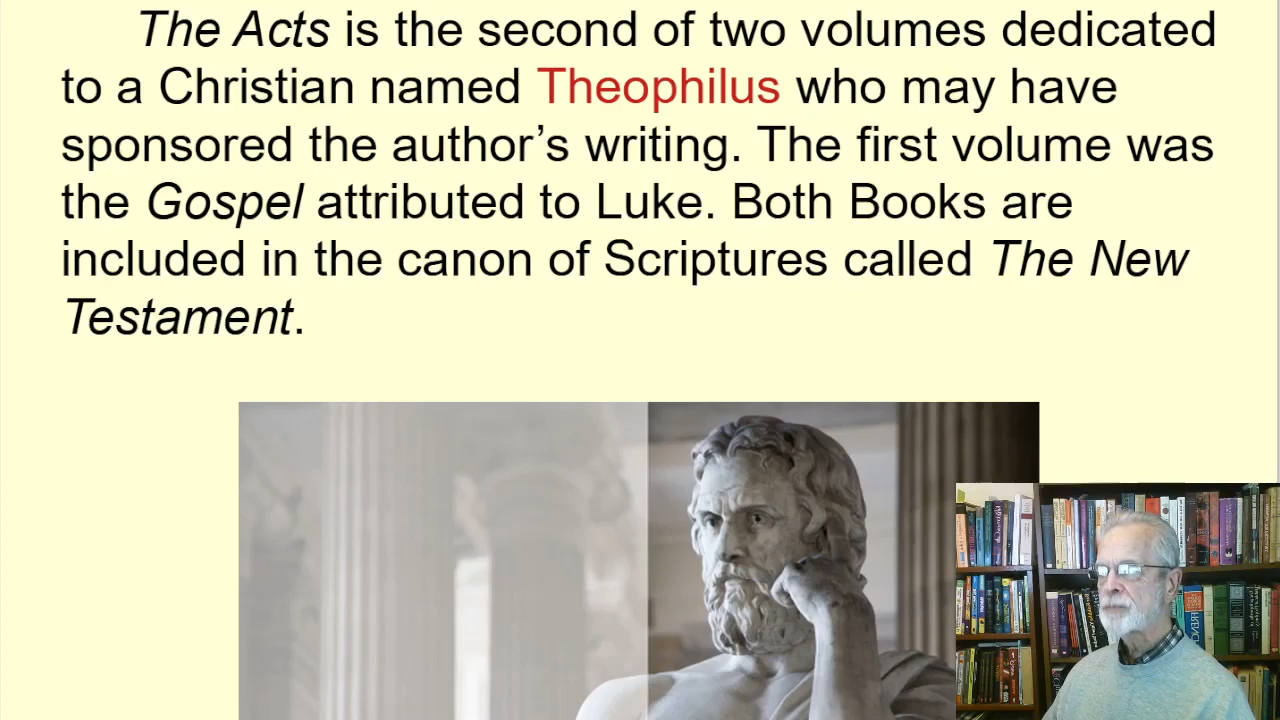 The Acts is the second of two volumes dedicated
to a Christian named Theophilus who may have
sponsored the author’s writing. The first volume was
the Gospel attributed to Luke. Both Books are
included in the canon of Scriptures called The New
Testament.